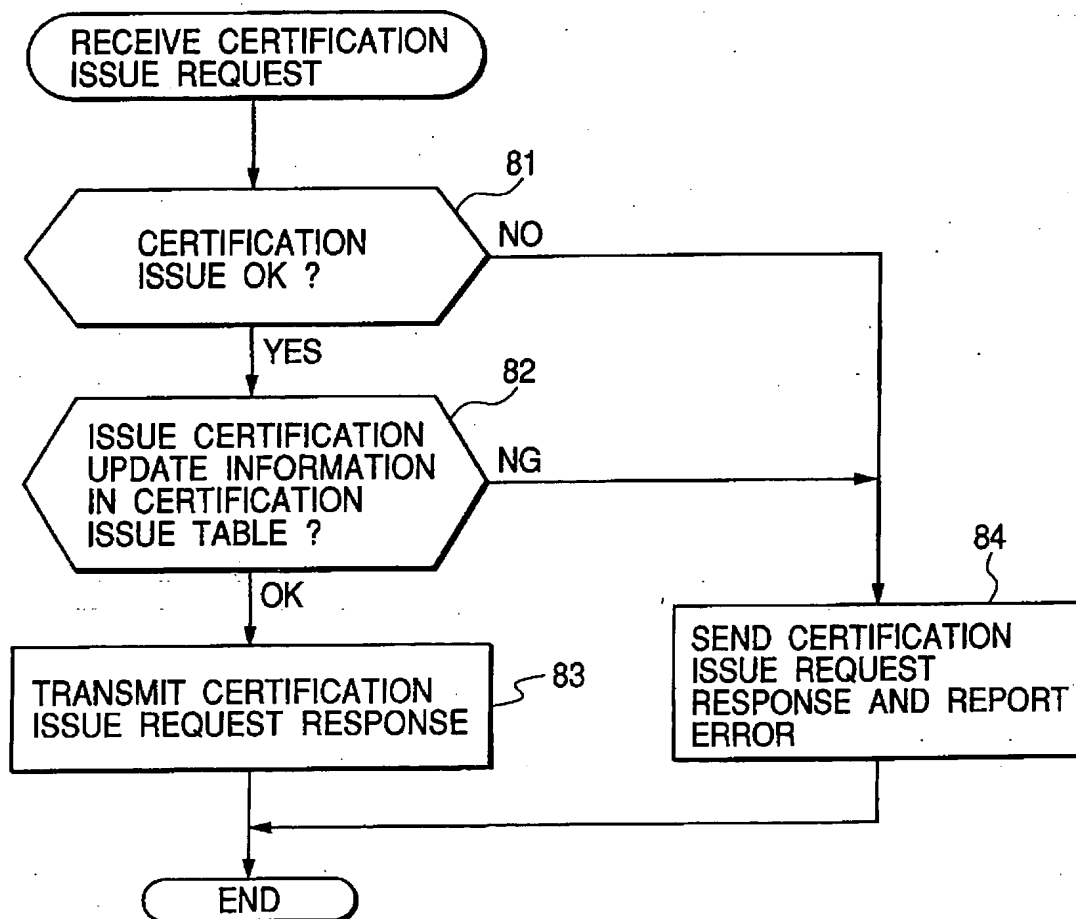 RECEIVE CERTIFICATION
ISSUE REQUEST
81
CERTIFICATION
ISSUE OK ?
NO
YES
82
ISSUE CERTIFICATION
UPDATE INFORMATION
IN CERTIFICATION
ISSUE TABLE ?
NG
OK
83
TRANSMIT CERTIFICATION
ISSUE REQUEST RESPONSE
84
SEND CERTIFICATION
ISSUE REQUEST
RESPONSE AND REPORT
ERROR
END